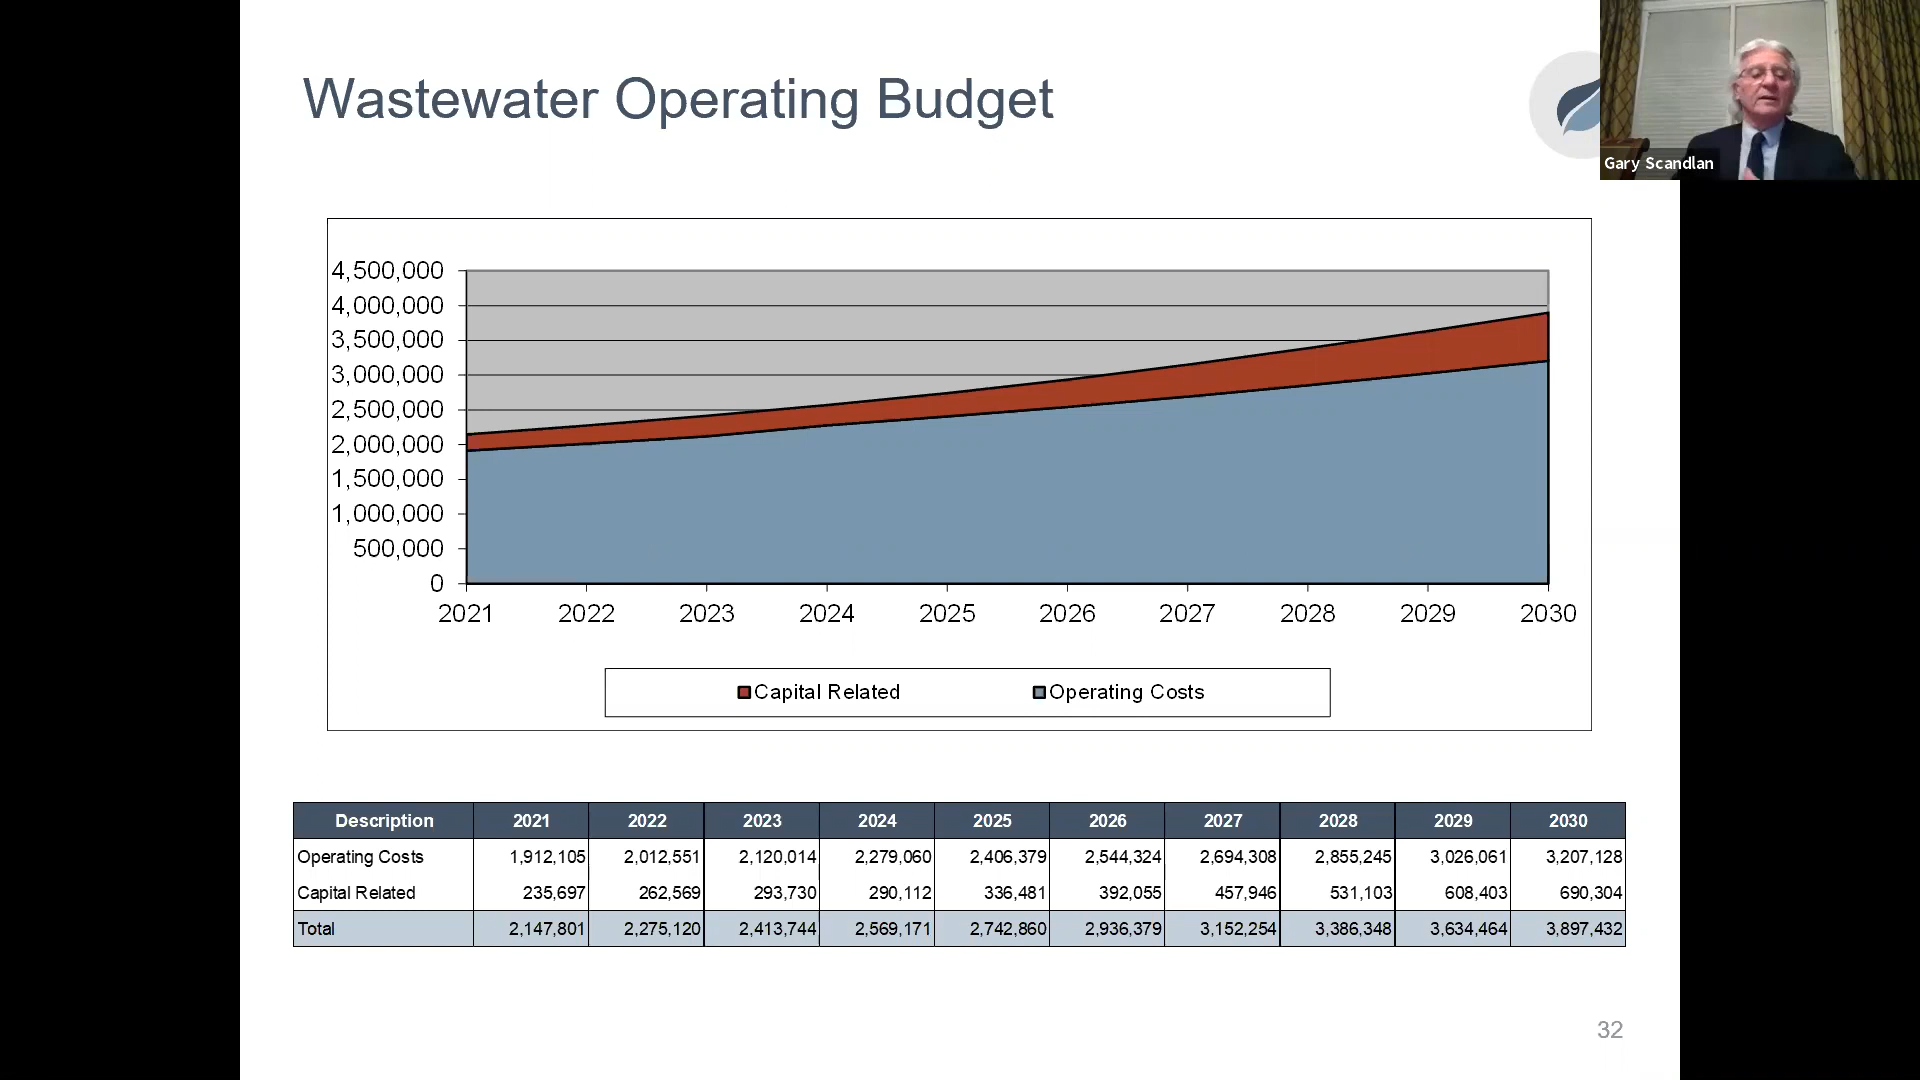 Wastewater Operating Budget
Gary Scandlan
4,500,000
4,000,000
3,500,000
3,000,000
2,500,000
2,000,000
1,500,000
1,000,000
500,000
0
2021 2022 2023 2024 2025 2026 2027 2028 2029 2030
Capital Related Operating Costs
Description 2021 2022 2023 2024 2025 2026 2027 2028 2029 2030
Operating Costs 1,912,105 2,012,551 2,120,014 2,279,060 2,406,379 2,544,324 2,694,308 2,855,245 3,026,061 3,207,128
Capital Related 235,697 262,569 293,730 290,112 336,481 392,055 457,946 531,103 608,403 690,304
Total 2,147,801 2,275,120 2,413,744 2,569,171 2,742,860 2,936,379 3,152,254 3,386,348 3,634,464 3,897,432
32